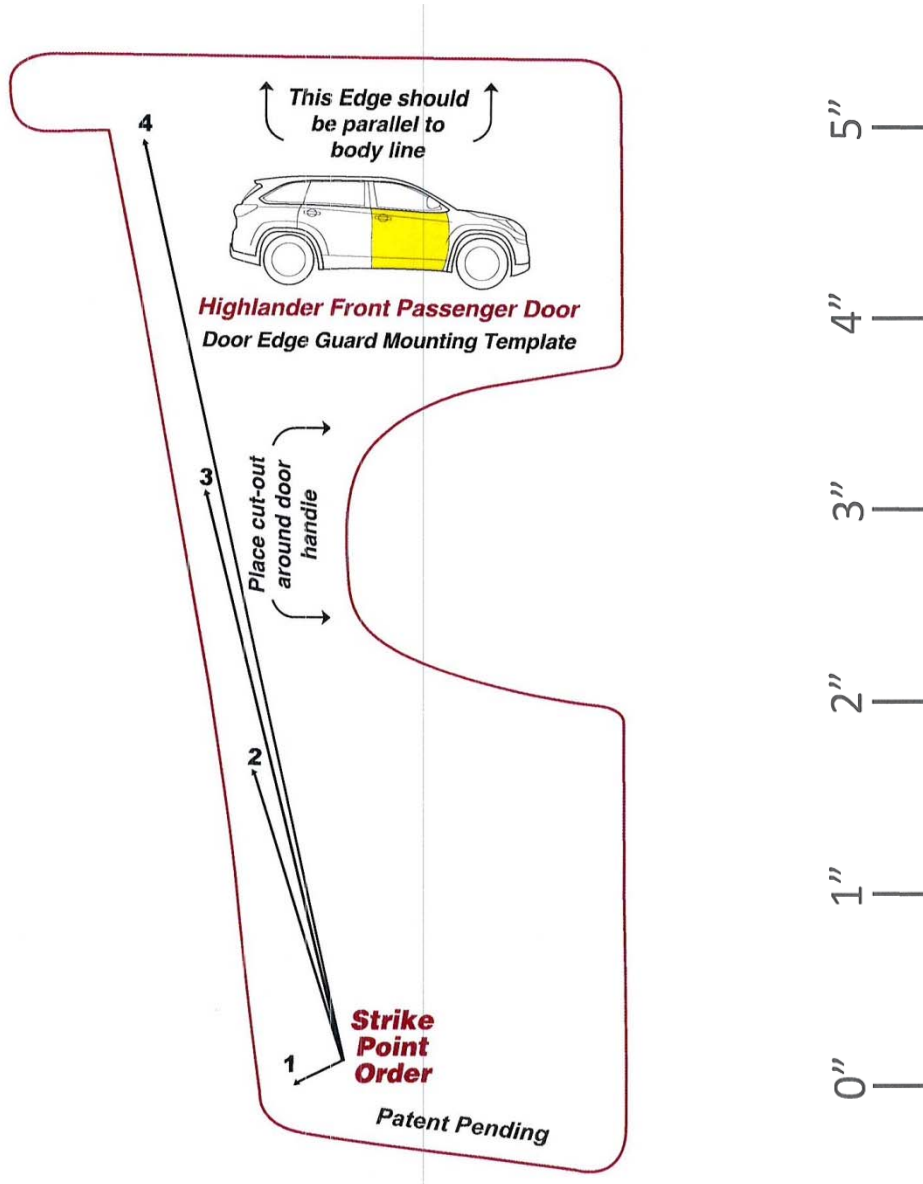 This Edge should
be parallel to
body line
4
Highlander Front Passenger Door
Door Edge Guard Mounting Template
3
Place cut-out
around door
handle
2
Strike
Point
Order
1
Patent Pending
5”
4”
3”
2”
1”
0”